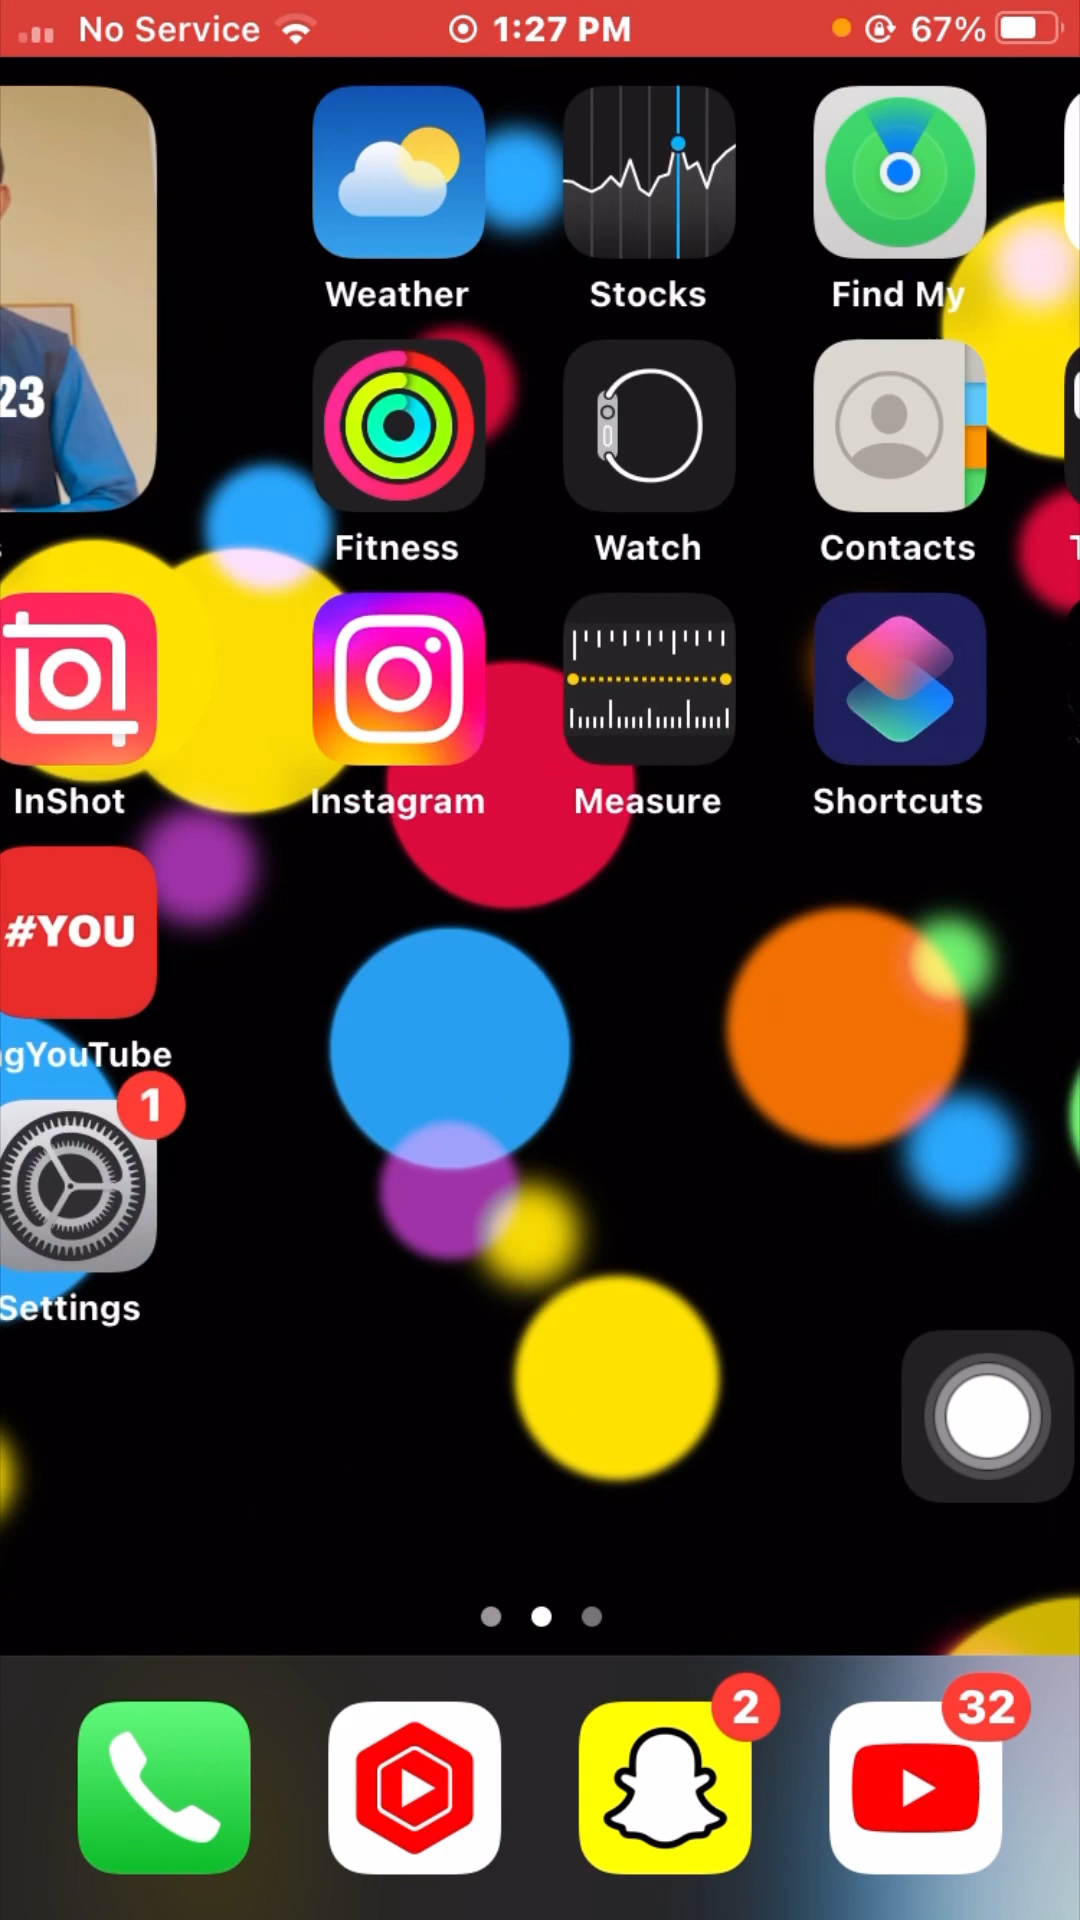 No Service 1:27 PM 67%
Weather Stocks Find My
23
Fitness Watch Contacts
InShot Instagram Measure Shortcuts
#YOU
gYouTube
1
Settings
2 32